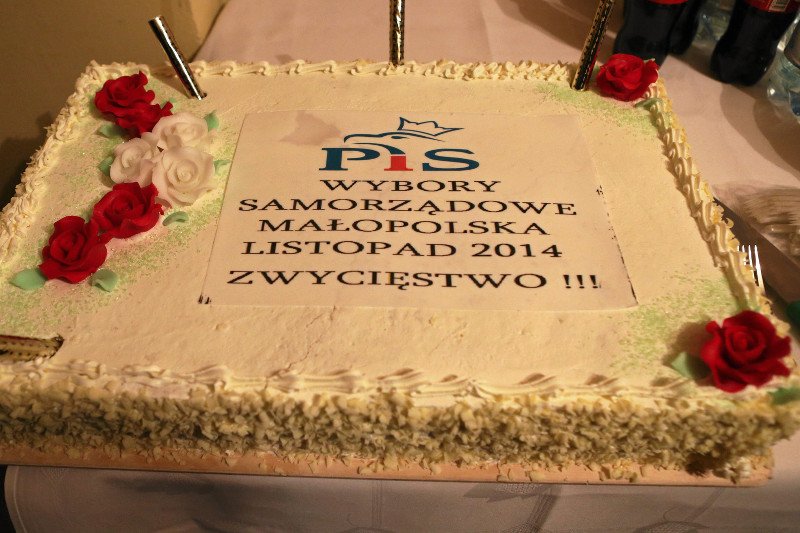 PiS
WYBORY
SAMORZĄDOWE
MAŁOPOLSKA
LISTOPAD 2014
ZWYCIĘSTWO !!!